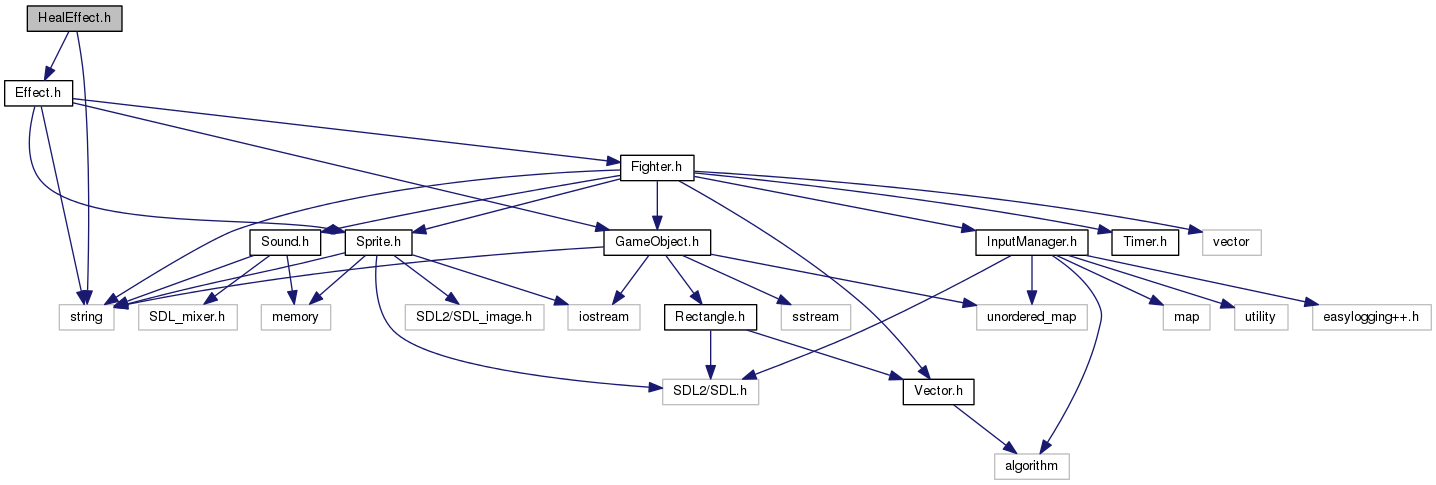 HealEffect.h
Effect.h
Fighter.h
Sound.h
Sprite.h
GameObject.h
InputManager.h
Timer.h
vector
string
SDL_mixer.h
memory
SDL2/SDL_image.h
iostream
Rectangle.h
sstream
unordered_map
map
utility
easylogging++.h
SDL2/SDL.h
Vector.h
algorithm